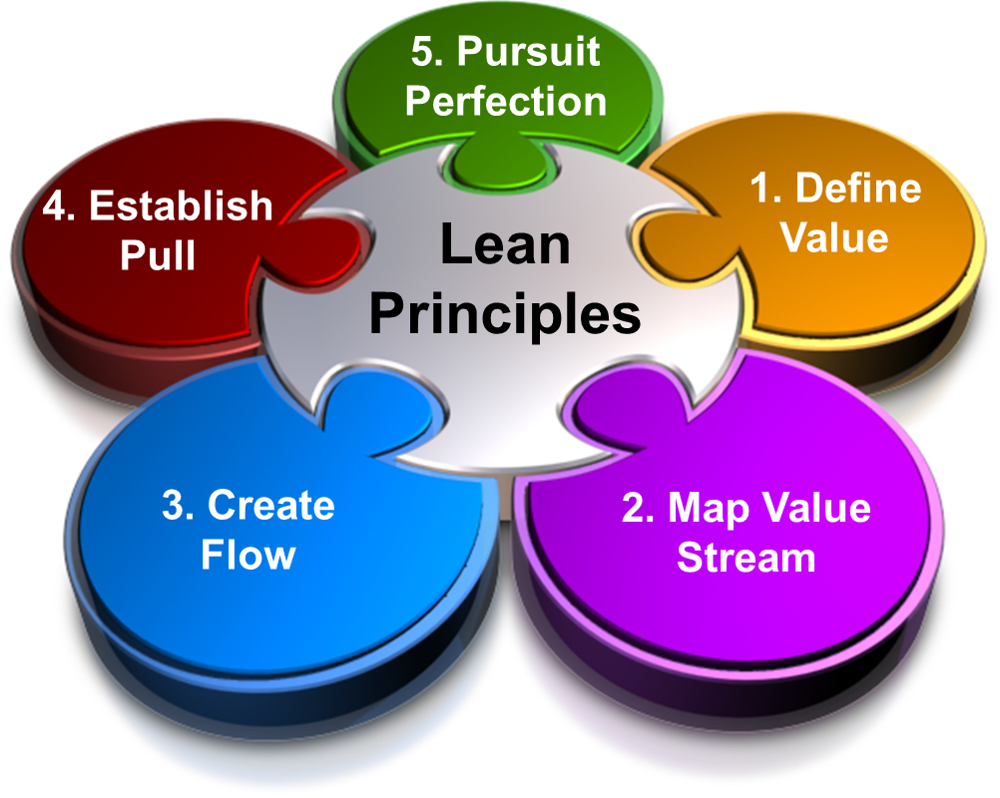 Lean
Principles
1. Define
Value
2. Map Value
Stream
3. Create
Flow
4. Establish
Pull
5. Pursuit
Perfection